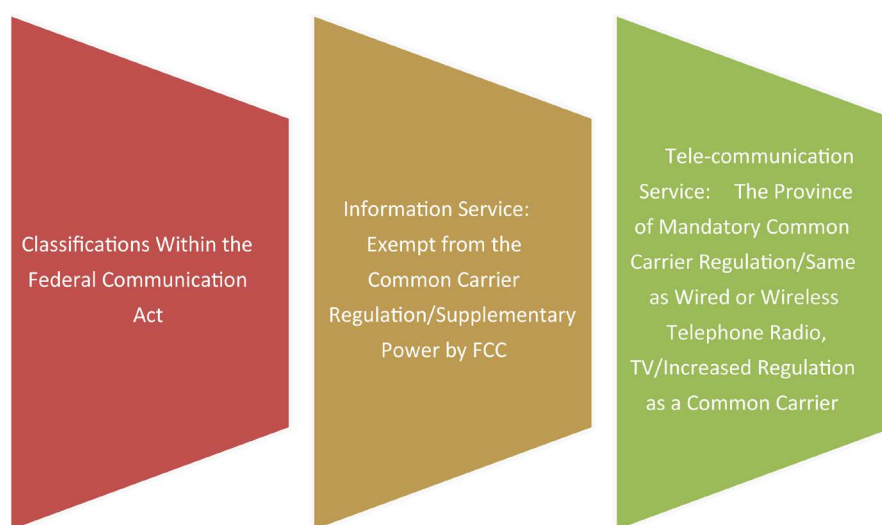 Classifications Within the
Federal Communication
Act
Information Service:
Exempt from the
Common Carrier
Regulation/Supplementary
Power by FCC
Tele-communication
Service: The Province
of Mandatory Common
Carrier Regulation/Same
as Wired or Wireless
Telephone Radio,
TV/Increased Regulation
as a Common Carrier